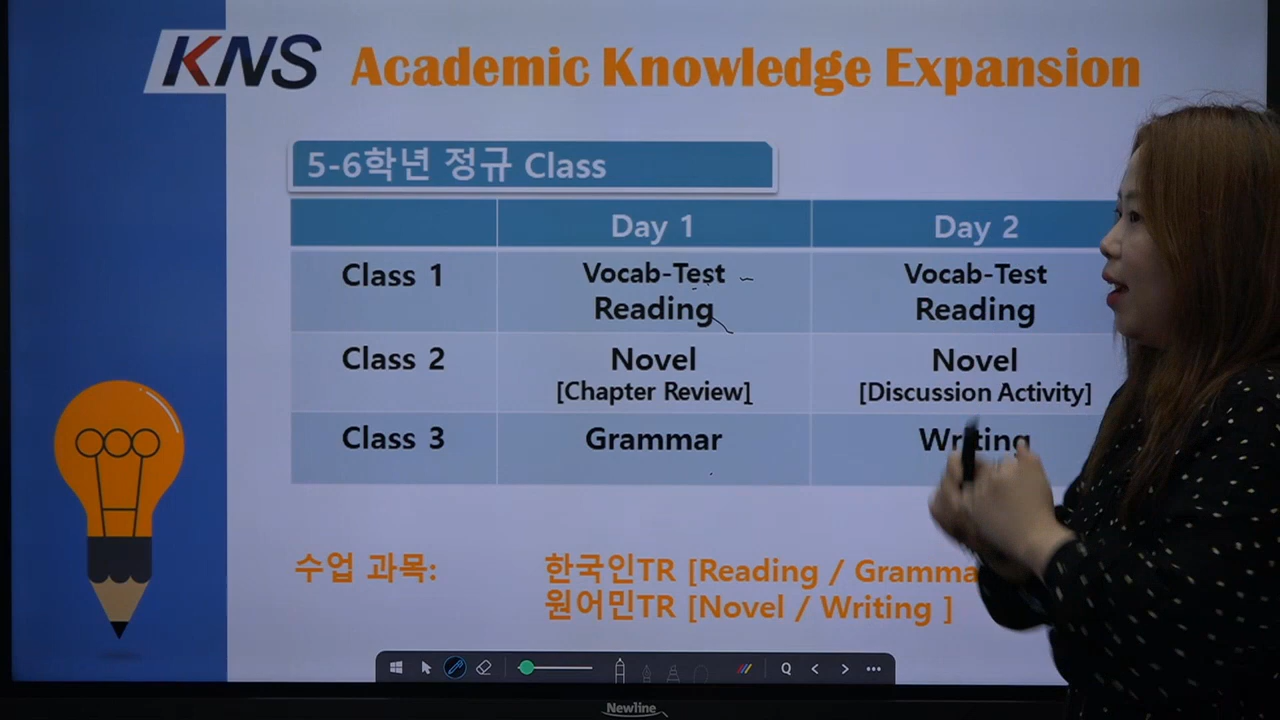 KNS Academic Knowledge Expansion
5-6학년 정규 Class
Day 1 Day 2
Class 1 Vocab-Test Vocab-Test
Reading Reading
Class 2 Novel Novel
[Chapter Review] [Discussion Activity]
Class 3 Grammar Writing
수업 과목: 한국인TR [Reading / Gramma
원어민TR [Novel / Writing ]
Newline